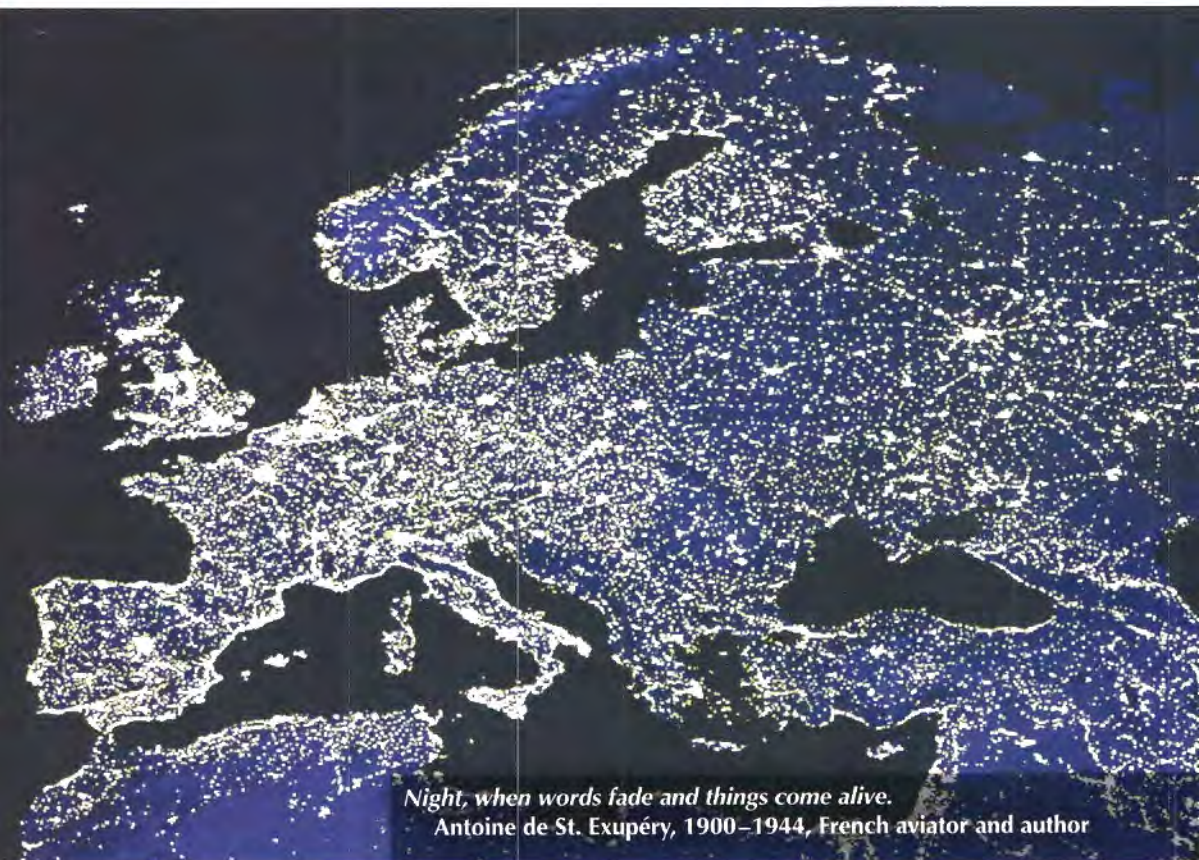 Night, when words fade and things come alive.
Antoine de St. Exupéry, 1900–1944, French aviator and author